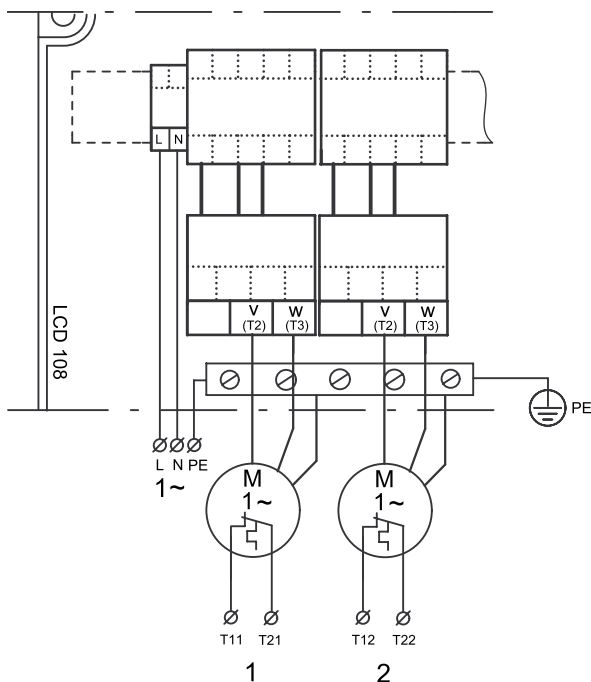 L N
LCD 108
V W V W
(T2) (T3) (T2) (T3)
PE
L N PE
1~
M M
1~ 1~
T11 T21 T12 T22
1 2